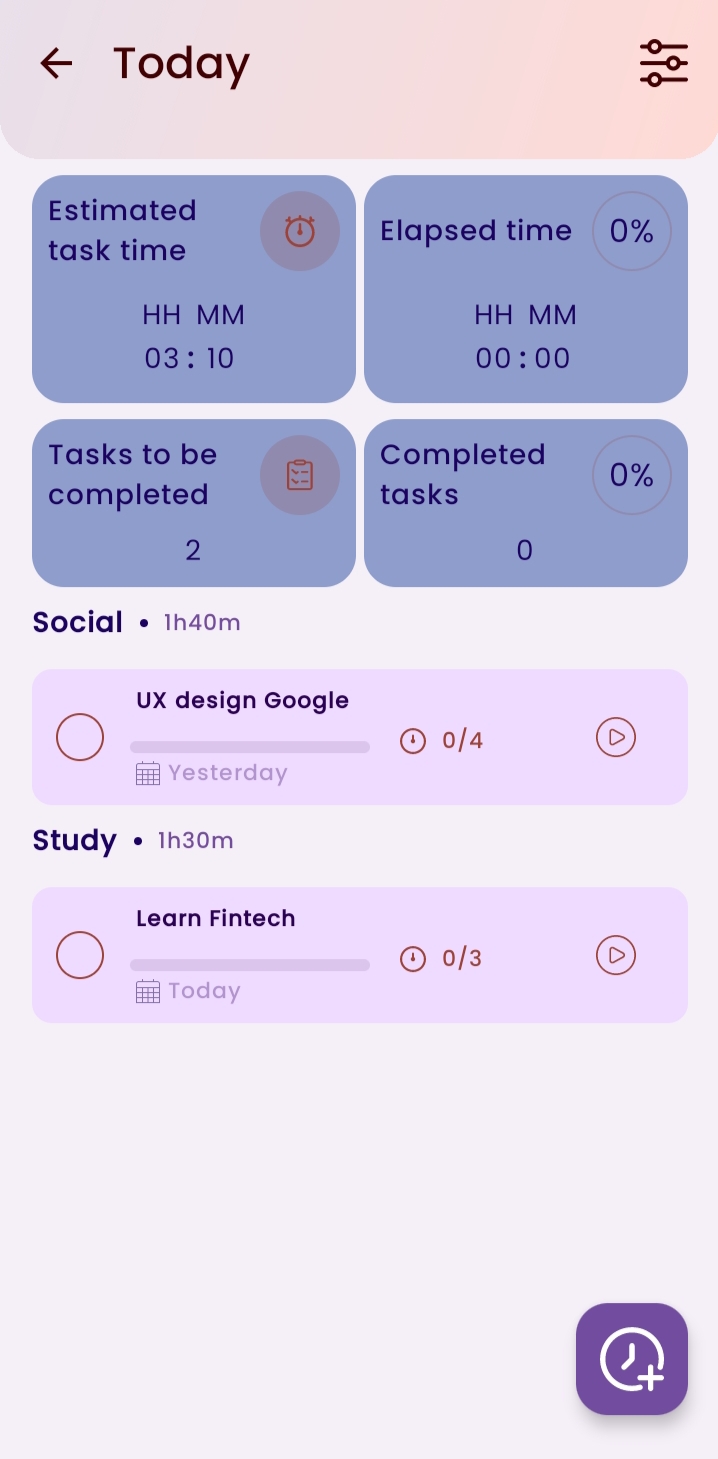 Today
Estimated
task time
HH MM
03 : 10
Elapsed time
0%
HH MM
00 : 00
Tasks to be
completed
2
Completed
tasks
0%
0
Social • 1h40m
UX design Google
0/4
Yesterday
Study • 1h30m
Learn Fintech
0/3
Today